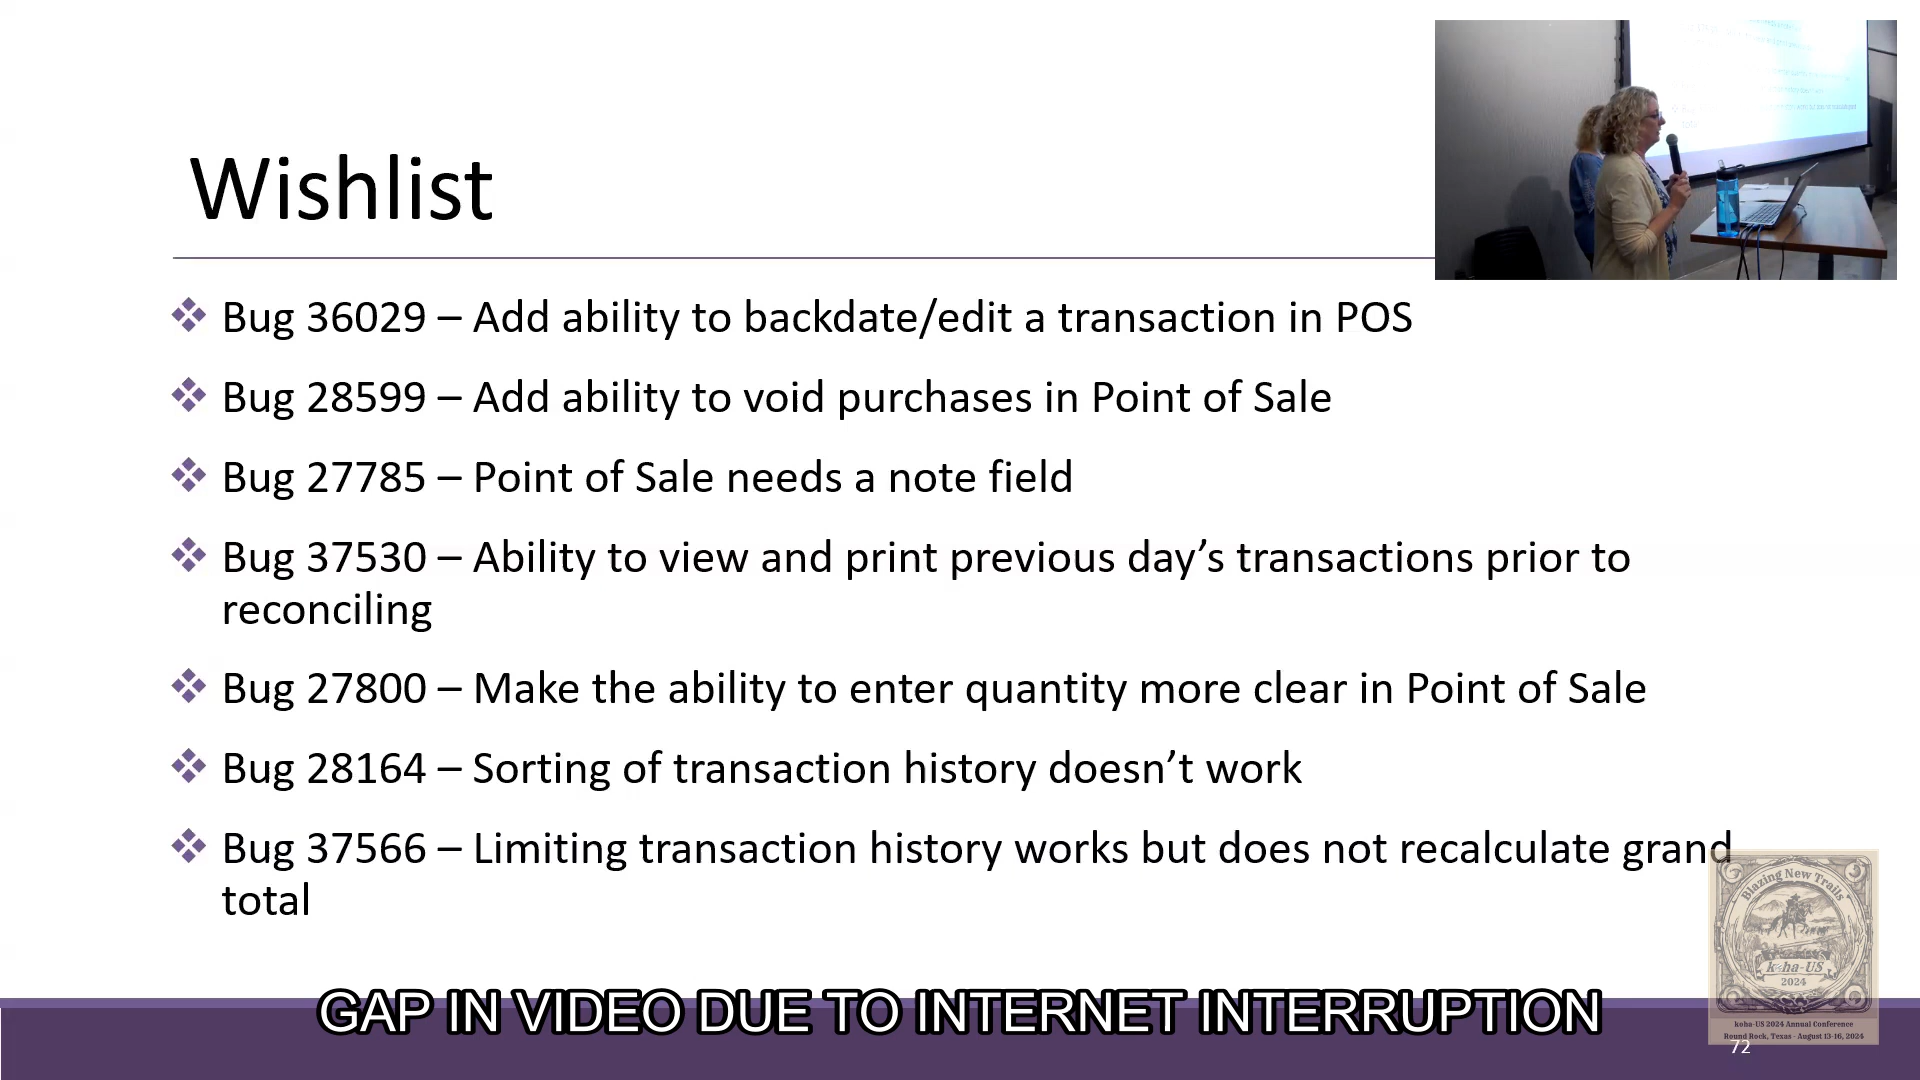 Wishlist
❖ Bug 36029 – Add ability to backdate/edit a transaction in POS
❖ Bug 28599 – Add ability to void purchases in Point of Sale
❖ Bug 27785 – Point of Sale needs a note field
❖ Bug 37530 – Ability to view and print previous day’s transactions prior to
reconciling
❖ Bug 27800 – Make the ability to enter quantity more clear in Point of Sale
❖ Bug 28164 – Sorting of transaction history doesn’t work
❖ Bug 37566 – Limiting transaction history works but does not recalculate grand
total
Blazing New Trails
koha-US
2024
koha-US 2024 Annual Conference
Round Rock, Texas - August 13-16, 2024
GAP IN VIDEO DUE TO INTERNET INTERRUPTION
72